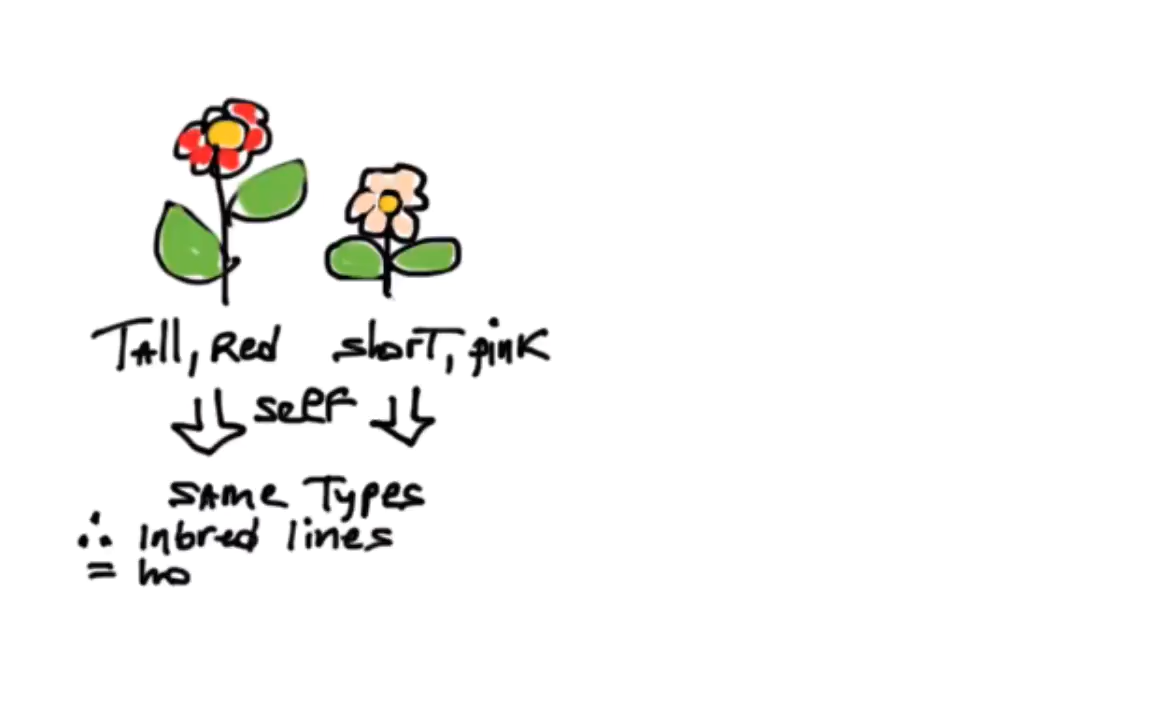 Tall, Red short, pink
self
same Types
∴ Inbred lines
= ho